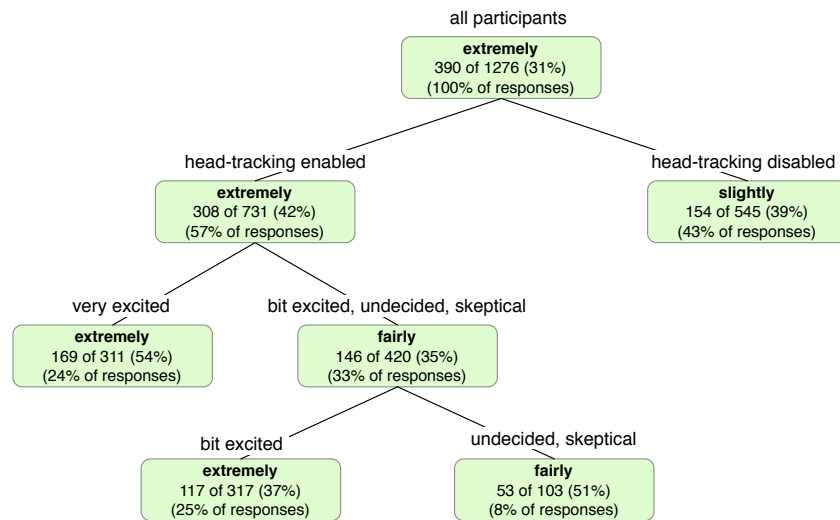 all participants
extremely
390 of 1276 (31%)
(100% of responses)
head-tracking enabled
extremely
308 of 731 (42%)
(57% of responses)
head-tracking disabled
slightly
154 of 545 (39%)
(43% of responses)
very excited
extremely
169 of 311 (54%)
(24% of responses)
bit excited, undecided, skeptical
fairly
146 of 420 (35%)
(33% of responses)
bit excited
extremely
117 of 317 (37%)
(25% of responses)
undecided, skeptical
fairly
53 of 103 (51%)
(8% of responses)